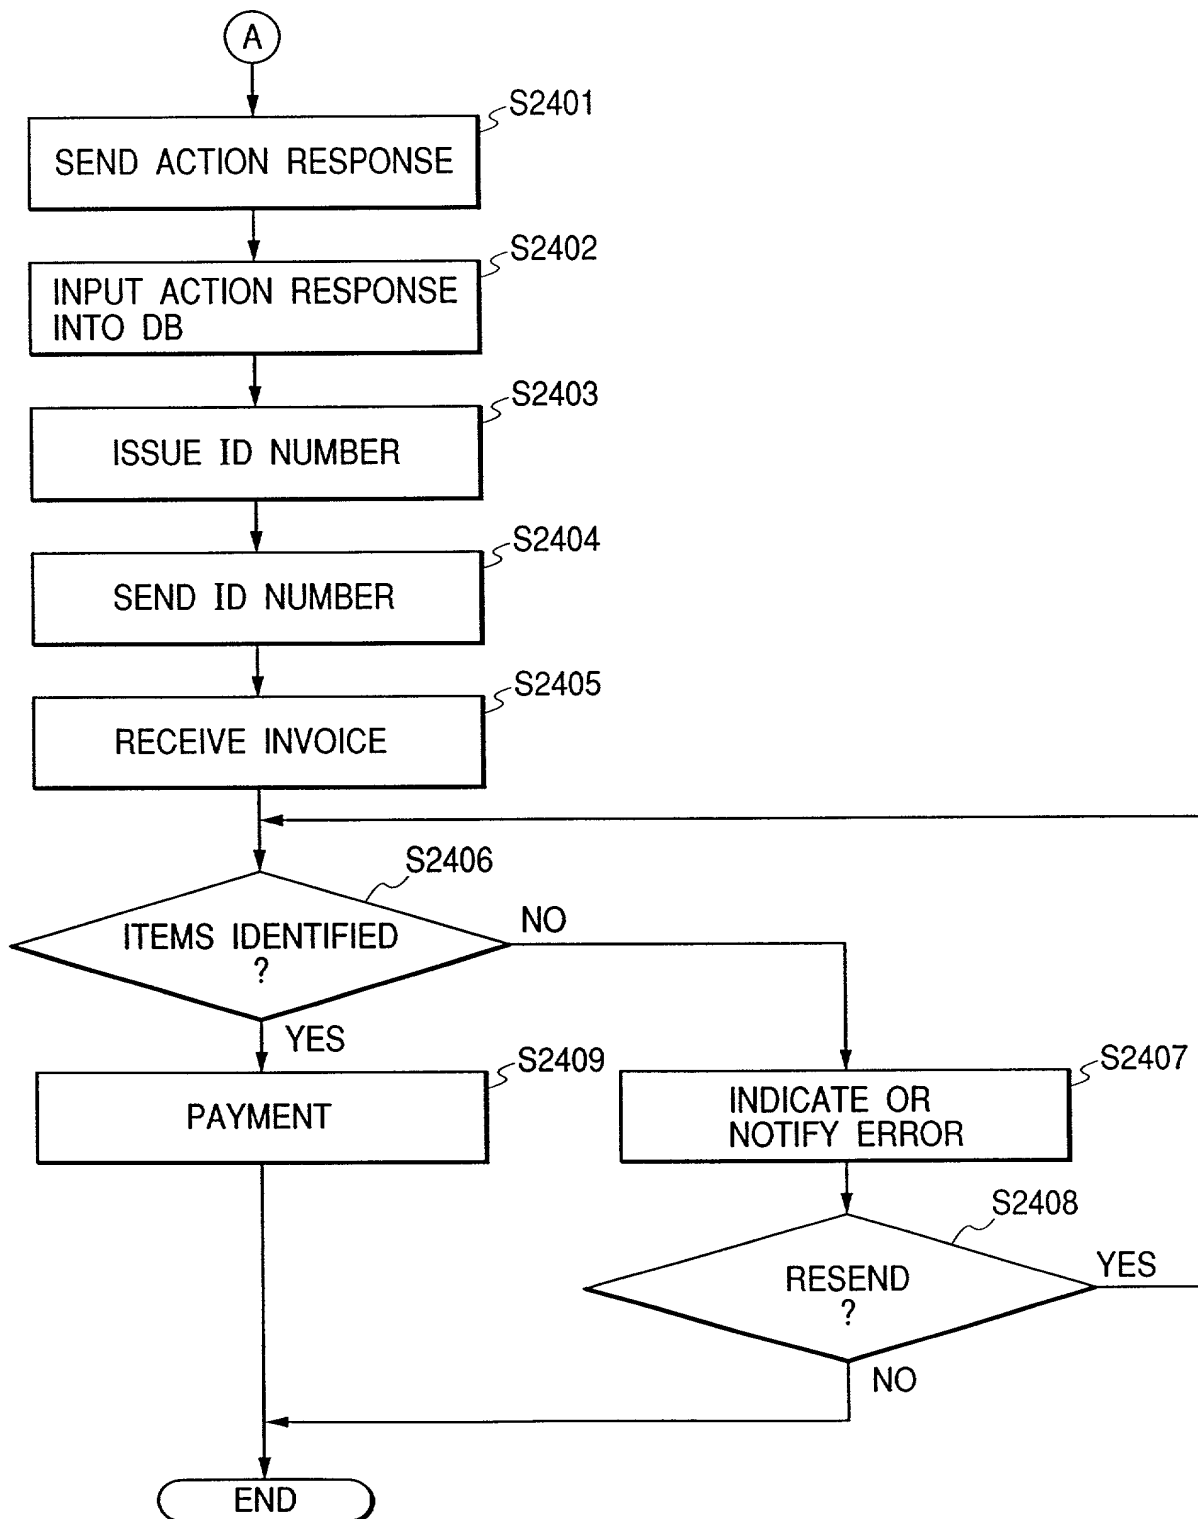 A
S2401
SEND ACTION RESPONSE
S2402
INPUT ACTION RESPONSE
INTO DB
S2403
ISSUE ID NUMBER
S2404
SEND ID NUMBER
S2405
RECEIVE INVOICE
S2406
ITEMS IDENTIFIED
?
NO
YES
S2409
PAYMENT
S2407
INDICATE OR
NOTIFY ERROR
S2408
RESEND
?
YES
NO
END